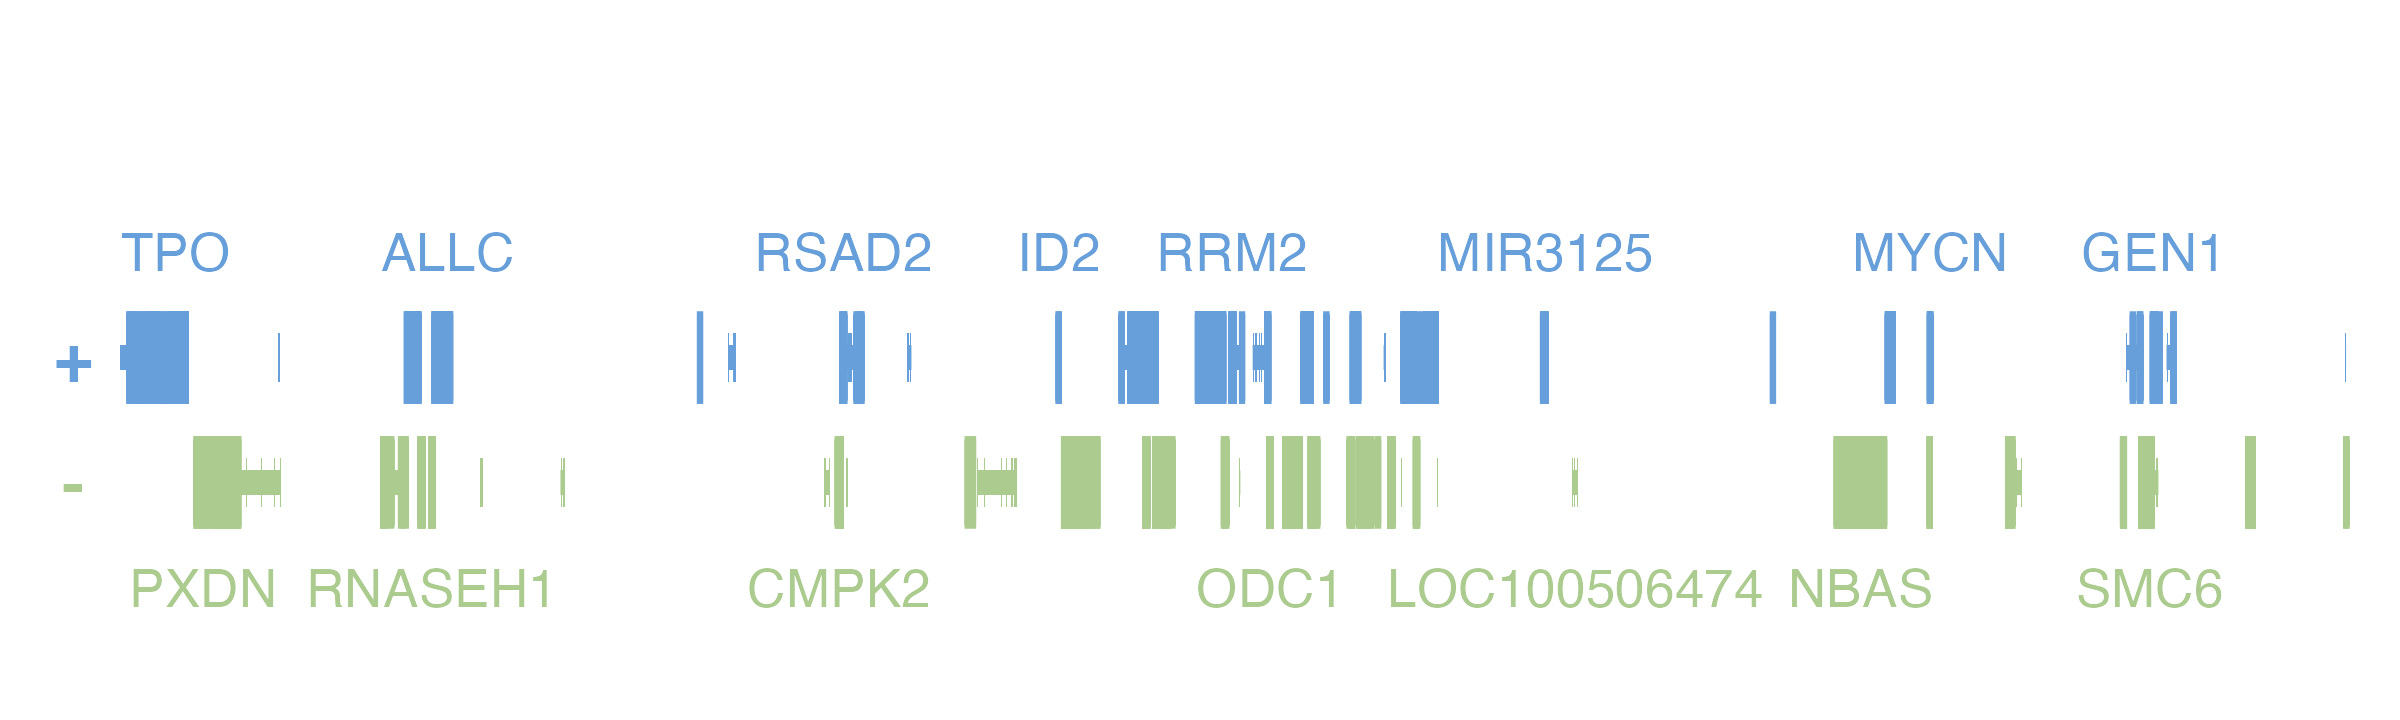 TPO ALLC RSAD2 ID2 RRM2 MIR3125 MYCN GEN1
+
-
PXDN RNASEH1 CMPK2 ODC1 LOC100506474 NBAS SMC6